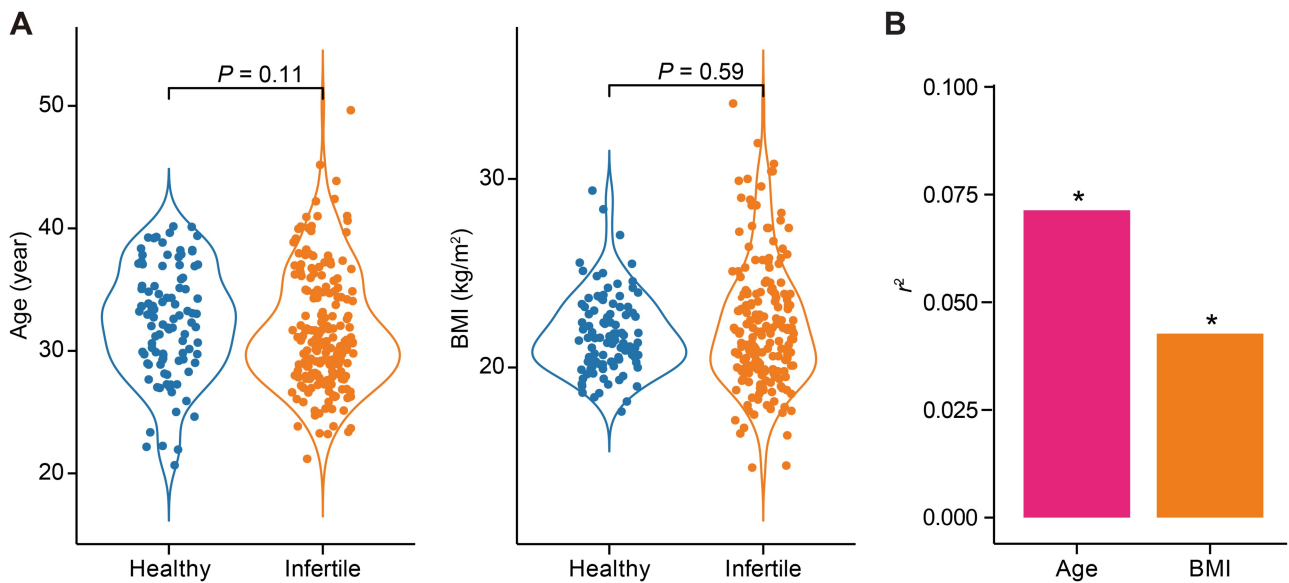 A
Age (year)
50
40
30
20
P = 0.11
Healthy
Infertile
BMI (kg/m²)
30
20
P = 0.59
Healthy
Infertile
B
r²
0.100
0.075
0.050
0.025
0.000
*
*
Age
BMI